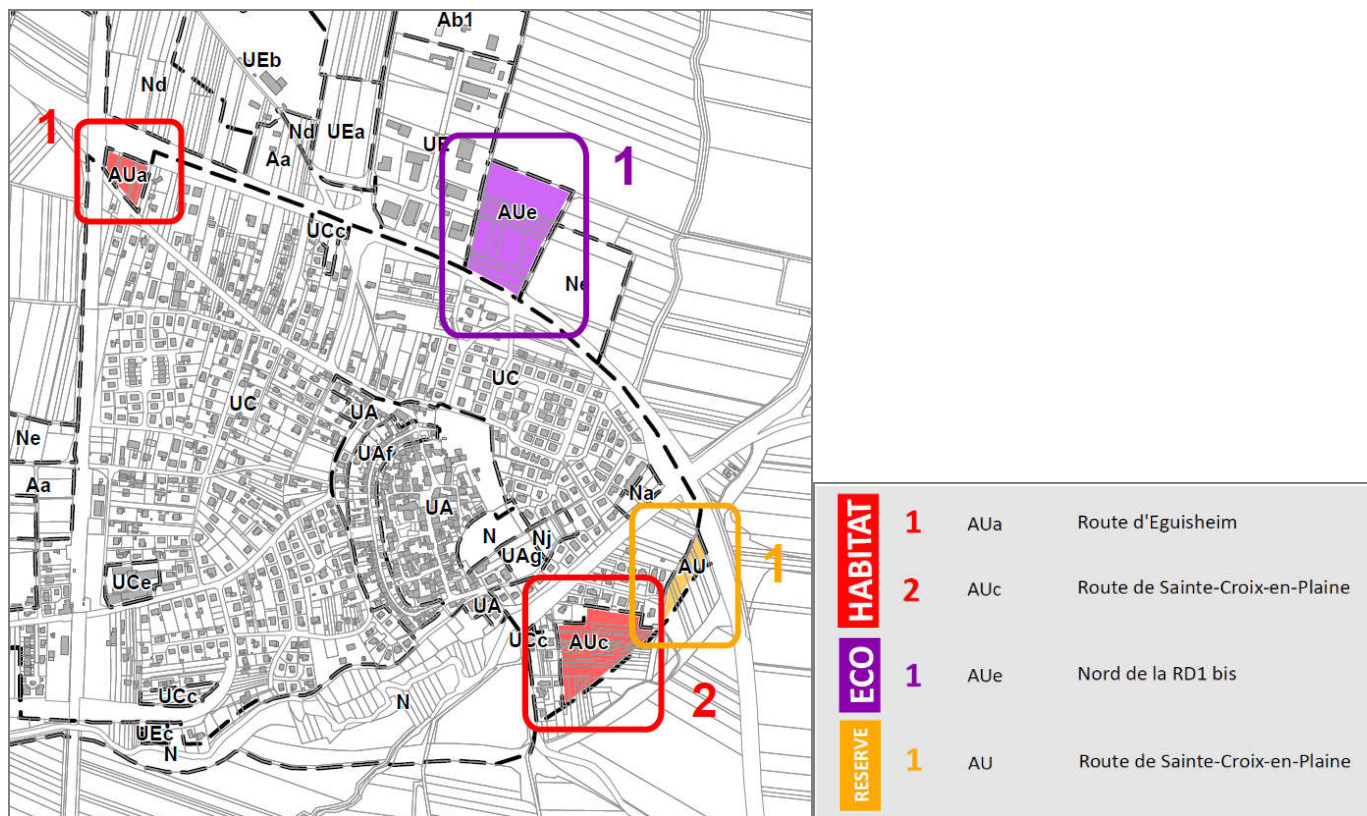 Ab1
UEb
Nd
1
Nd
UEa
UE
1
Aa
AUa
AUe
UCc
Ne
UC
UC
UA
Ne
UAf
Aa
Na
UA
N
Nj
UAg
AU
1
UCe
UA
UCc
AUc
UCc
N
2
UEc
N
HABITAT
1 AUa Route d'Eguisheim
2 AUc Route de Sainte-Croix-en-Plaine
ECO
1 AUe Nord de la RD1 bis
RESERVE
1 AU Route de Sainte-Croix-en-Plaine